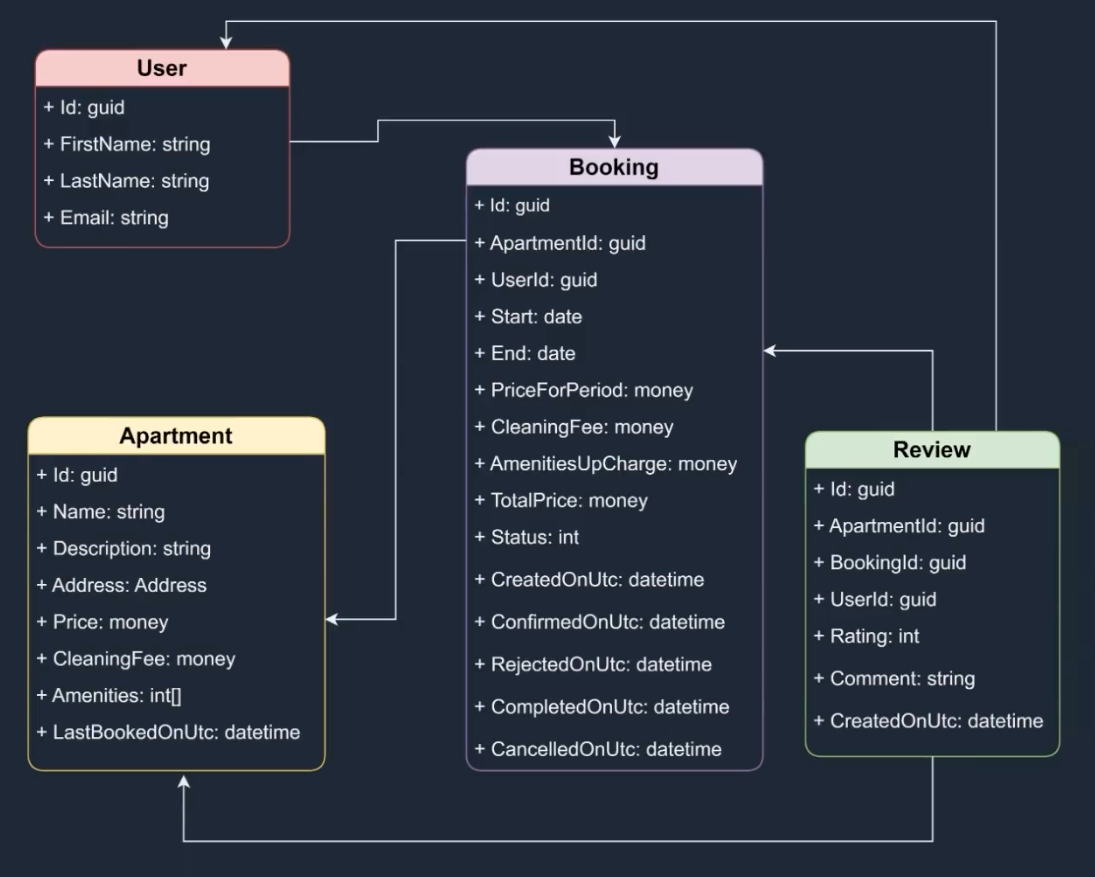 User
+ Id: guid
+ FirstName: string
+ LastName: string
+ Email: string
Booking
+ Id: guid
+ ApartmentId: guid
+ UserId: guid
+ Start: date
+ End: date
+ PriceForPeriod: money
+ CleaningFee: money
+ AmenitiesUpCharge: money
+ TotalPrice: money
+ Status: int
+ CreatedOnUtc: datetime
+ ConfirmedOnUtc: datetime
+ RejectedOnUtc: datetime
+ CompletedOnUtc: datetime
+ CancelledOnUtc: datetime
Apartment
+ Id: guid
+ Name: string
+ Description: string
+ Address: Address
+ Price: money
+ CleaningFee: money
+ Amenities: int[]
+ LastBookedOnUtc: datetime
Review
+ Id: guid
+ ApartmentId: guid
+ BookingId: guid
+ UserId: guid
+ Rating: int
+ Comment: string
+ CreatedOnUtc: datetime